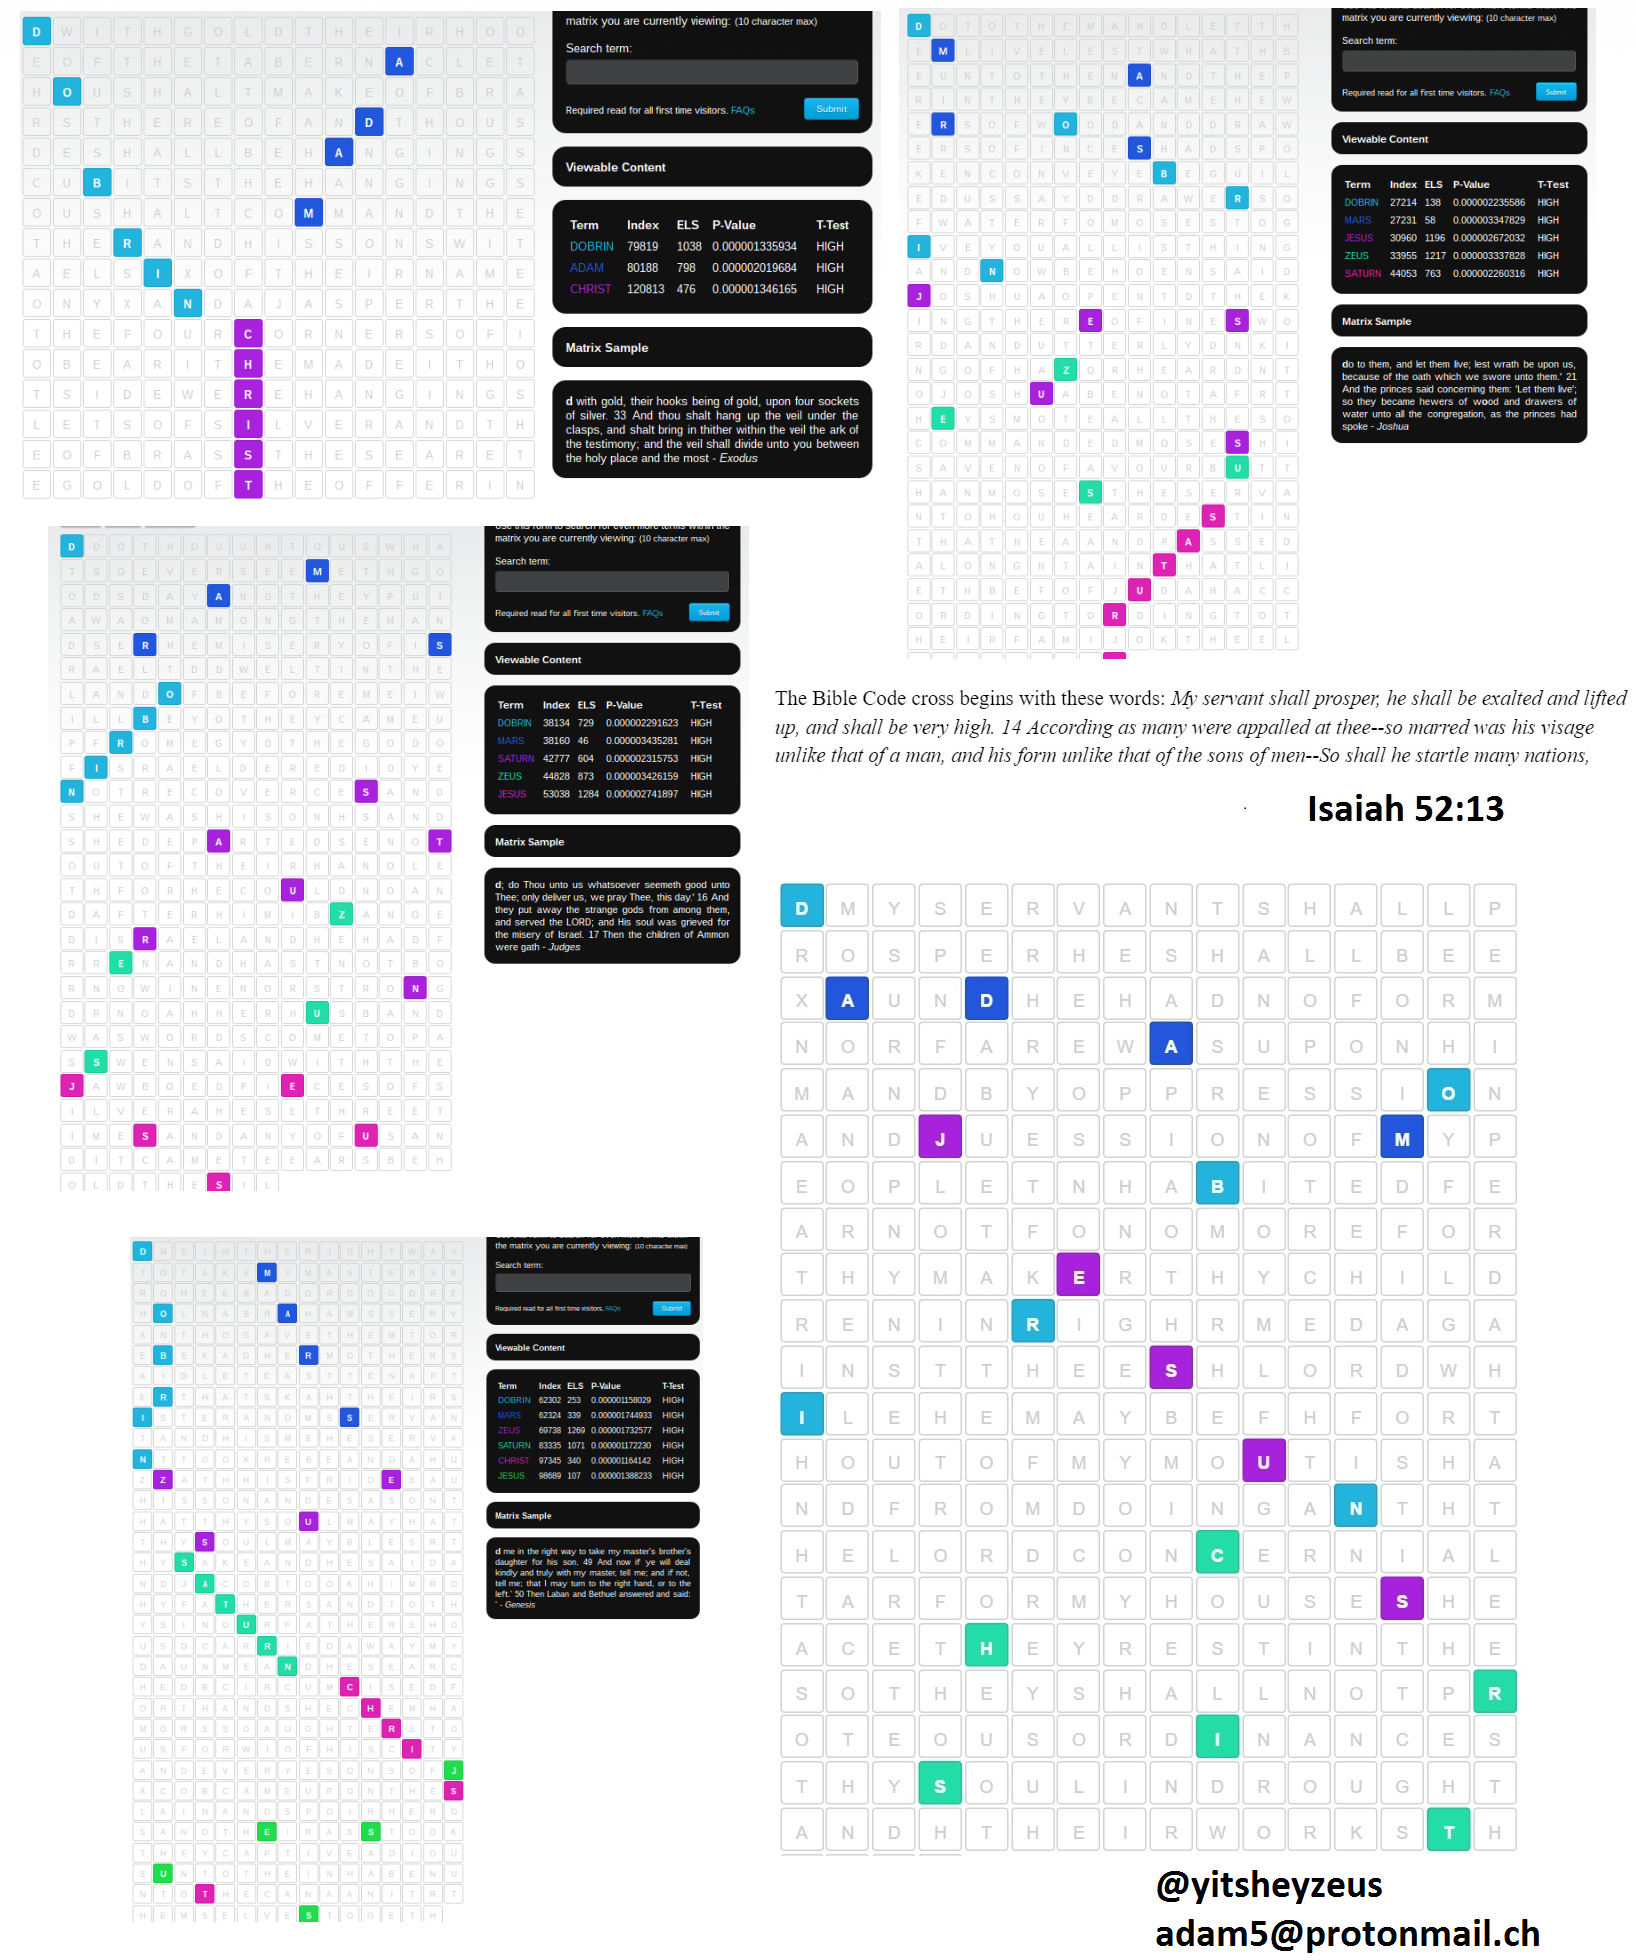 D W I T H G O L D T H E I R H O O
E O F T H E T A B E R N A C L E T
H O U S H A L T M A K E O F B R A
R S T H E R E O F A N D T H O U S
D E S H A L L B E H A N G I N G S
C U B I T S T H E H A N G I N G S
O U S H A L T C O M M A N D T H E
T H E R A N D H I S S O N S W I T
A E L S I X O F T H E I R N A M E
O N Y X A N D A J A S P E R T H E
T H E F O U R C O R N E R S O F I
O B E A R I T H E M A D E I T H O
T S I D E W E R E H A N G I N G S
L E T S O F S I L V E R A N D T H
E O F B R A S S T H E S E A R E T
E G O L D O F T H E O F F E R I N
matrix you are currently viewing: (10 character max)
Search term:
Required read for all first time visitors. FAQs
Submit
Viewable Content
Term Index ELS P-Value T-Test
DOBRIN 79819 1038 0.000001335934 HIGH
ADAM 80188 798 0.000002019684 HIGH
CHRIST 120813 476 0.000001346165 HIGH
Matrix Sample
d with gold, their hooks being of gold, upon four sockets
of silver. 33 And thou shalt hang up the veil under the
clasps, and shalt bring in thither within the veil the ark of
the testimony; and the veil shall divide unto you between
the holy place and the most - Exodus
D O T O T H E M A N D L E T T H
E M L I V E L E S T W R A T H B
E U N T O T H E M A N D T H E P
R I N T H E Y B E C A M E H E W
E R S O F W O O D A N D D R A W
E R S O F I N C E S H A D S P O
K E N C O N V E Y E B E G U I L
E D U S S A Y D D R A W E R S O
F W A T E R F O M O S E S T O G
I V E Y O U A L L I S T H I N G
A N D N O W B E H O E N S A I D
J O S H U A O P E N T D T H E K
I N G T H E R E O F I N E S W O
R D A N D U T T E R L Y D N K I
N G O F H A Z O R H E A R D N T
O J O S H U A B E N O T A F R T
H E Y S M O T E A L L T H E S O
C O M M A N D E D M O S E S H I
S A V E N O F A V O U R B U T T
H A N M O S E S T H E S E R V A
N T O H O U H E A R D E S T I N
T H A T N E A A N D P A S S E D
A L O N G N T A I N T H A T L I
E T H B E F O F J U D A H A C C
O R D I N G T O R D I N G T O T
H E I R F A M I J O K T H E E L
matrix you are currently viewing: (10 character max)
Search term:
Required read for all first time visitors. FAQs
Submit
Viewable Content
Term Index ELS P-Value T-Test
DOBRIN 27214 138 0.000002235586 HIGH
MARS 27231 58 0.000003347829 HIGH
JESUS 30960 1196 0.000002672032 HIGH
ZEUS 33955 1217 0.000003337828 HIGH
SATURN 44053 763 0.000002260316 HIGH
Matrix Sample
do to them, and let them live; lest wrath be upon us,
because of the oath which we swore unto them.' 21
And the princes said concerning them: 'Let them live';
so they became hewers of wood and drawers of
water unto all the congregation, as the princes had
spoke - Joshua
D D O T H O U U N T O U S W H A
T S O E V E R S E E M E T H G O
O D S D A Y A N D T H E Y P U T
A W A O M A M O N G T H E M A N
D S E R H E M I S E R Y O F I S
R A E L T D D W E L T I N T H E
L A N D O F B E F O R E M E I W
I L L B E Y O T H E Y C A M E U
P F R O M E G Y D T H E G O D O
F I S R A E L D E R E D I D Y E
N O T R E C O V E R C E S A N D
S H E W A S H I S O N H S A N D
S H E D E P A R T E D S E N O T
O U T O F T H E I R H A N O L E
T H F O R H E C O U L D N O A N
D A F T E R H I M I B Z A N O E
D I S R A E L A N D H E H A D F
R R E N A N D H A S T N O T B O
R N O W I N E N O R S T R O N G
D R N O A H H E R H U S B A N D
W A S W O R D S C O M E T O P A
S S W E N S A I D W I T H T H E
J A W B O E D P I E C E S O F S
I L V E R A H E S E T H R E E T
I M E S A N D A N Y O F U S A N
D I T C A M E T E E A R S B E H
O L D T H E S I L
use this form to search for even more terms within the
matrix you are currently viewing: (10 character max)
Search term:
Required read for all first time visitors. FAQs
Submit
Viewable Content
Term Index ELS P-Value T-Test
DOBRIN 38134 729 0.000002291623 HIGH
MARS 38160 46 0.000003435281 HIGH
SATURN 42777 604 0.000002315753 HIGH
ZEUS 44828 873 0.000003426159 HIGH
JESUS 53038 1284 0.000002741897 HIGH
Matrix Sample
d; do Thou unto us whatsoever seemeth good unto
Thee; only deliver us, we pray Thee, this day.' 16 And
they put away the strange gods from among them,
and served the LORD; and His soul was grieved for
the misery of Israel. 17 Then the children of Ammon
were gath - Judges
The Bible Code cross begins with these words: My servant shall prosper, he shall be exalted and lifted
up, and shall be very high. 14 According as many were appalled at thee--so marred was his visage
unlike that of a man, and his form unlike that of the sons of men--So shall he startle many nations,
Isaiah 52:13
D M Y S E R V A N T S H A L L P
R O S P E R H E S H A L L B E E
X A U N D H E H A D N O F O R M
N O R F A R E W A S U P O N H I
M A N D B Y O P P R E S S I O N
A N D J U E S S I O N O F M Y P
E O P L E T N H A B I T E D F E
A R N O T F O N O M O R E F O R
T H Y M A K E R T H Y C H I L D
R E N I N R I G H R M E D A G A
I N S T T H E E S H L O R D W H
I L E H E M A Y B E F H F O R T
H O U T O F M Y M O U T I S H A
N D F R O M D O I N G A N T H T
H E L O R D C O N C E R N I A L
T A R F O R M Y H O U S E S H E
A C E T H E Y R E S T I N T H E
S O T H E Y S H A L L N O T P R
O T E O U S O R D I N A N C E S
T H Y S O U L I N D R O U G H T
A N D H T H E I R W O R K S T H
the matrix you are currently viewing: (10 character max)
Search term:
Required read for all first time visitors. FAQs
Submit
Viewable Content
Term Index ELS P-Value T-Test
DOBRIN 62302 253 0.000001158029 HIGH
MARS 62324 339 0.000001744933 HIGH
ZEUS 69738 1269 0.000001732577 HIGH
SATURN 83335 1071 0.000001172230 HIGH
CHRIST 97345 340 0.000001164142 HIGH
JESUS 98689 107 0.000001388233 HIGH
Matrix Sample
d me in the right way to take my master's brother's
daughter for his son. 49 And now if ye will deal
kindly and truly with my master, tell me; and if not,
tell me; that I may turn to the right hand, or to the
left.' 50 Then Laban and Bethuel answered and said:
' - Genesis
@yitsheyzeus
adam5@protonmail.ch